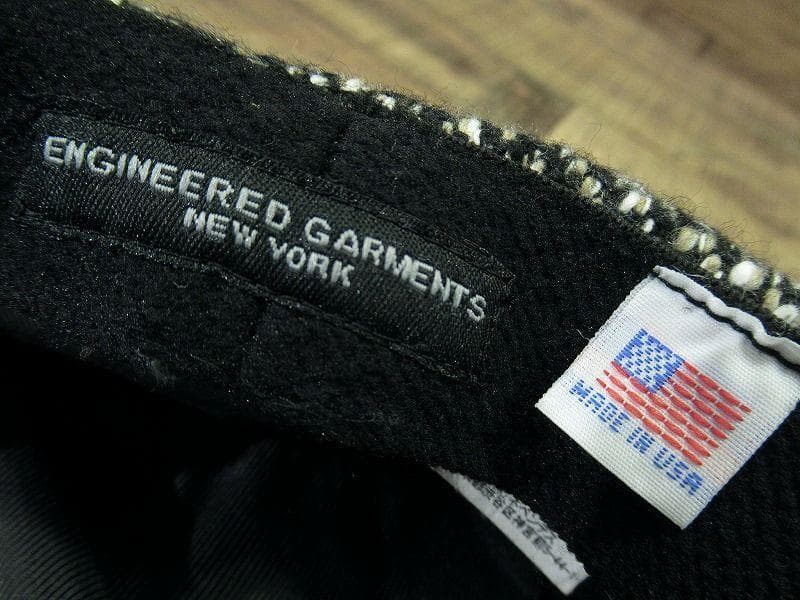 ENGINEERED GARMENTS
NEW YORK
MADE IN USA